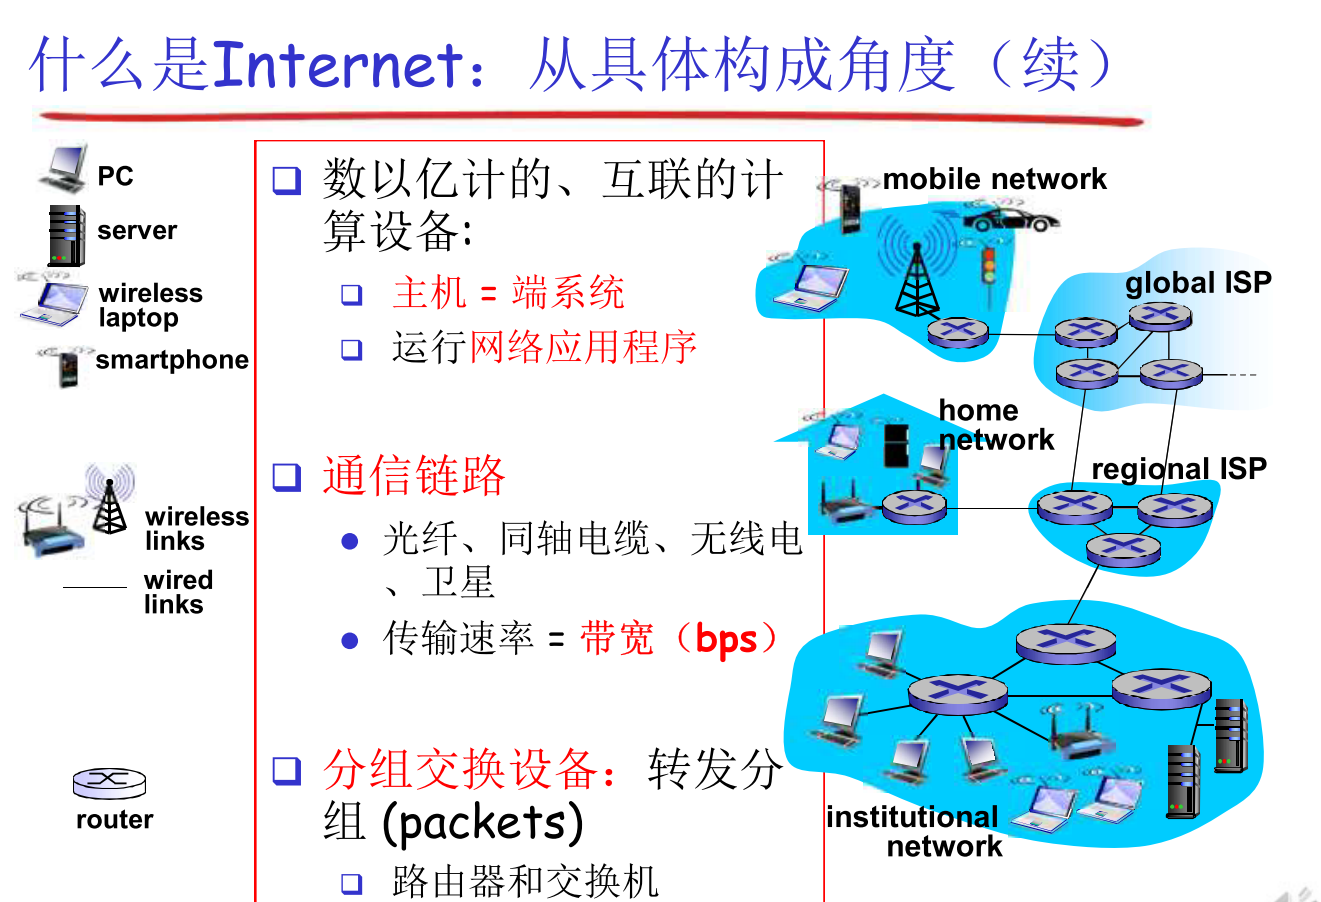 什么是Internet：从具体构成角度（续）
PC
server
wireless
laptop
smartphone
wireless
links
wired
links
router
数以亿计的、互联的计
算设备:
主机 = 端系统
运行网络应用程序
通信链路
光纤、同轴电缆、无线电
、卫星
传输速率 = 带宽（bps）
分组交换设备：转发分
组 (packets)
路由器和交换机
mobile network
global ISP
home
network
regional ISP
institutional
network